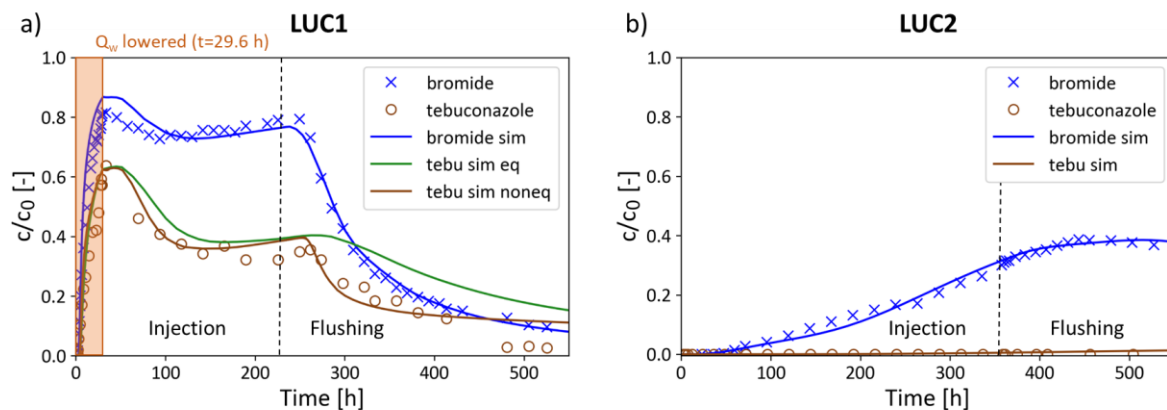 a) LUC1
Q_w lowered (t=29.6 h)
1.0
0.8
0.6
0.4
0.2
0.0
c/c₀ [-]
bromide
tebuconazole
bromide sim
tebu sim eq
tebu sim noneq
Injection Flushing
0 100 200 300 400 500
Time [h]
b) LUC2
1.0
0.8
0.6
0.4
0.2
0.0
c/c₀ [-]
bromide
tebuconazole
bromide sim
tebu sim
Injection Flushing
0 100 200 300 400 500
Time [h]